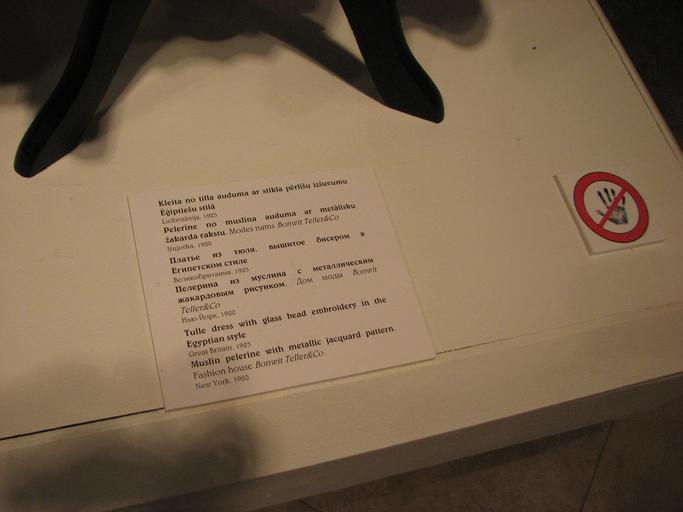 Kleita no tilla auduma ar stikla pērlīšu izšuvumu
Ēģiptiešu stilā
Lielbritānija, 1925
Pelerīne no muslīna auduma ar metālisku
žakarda rakstu. Modes nams Bonwit Teller&Co
Ņujorka, 1920
Платье из тюля, вышитое бисером в
Египетском стиле
Великобритания, 1925
Пелерина из муслина с металлическим
жакардовым рисунком. Дом моды Bonwit
Teller&Co
Нью-Йорк, 1920
Tulle dress with glass bead embroidery in the
Egyptian style
Great Britain, 1925
Muslin pelerine with metallic jacquard pattern.
Fashion house Bonwit Teller&Co
New York, 1920